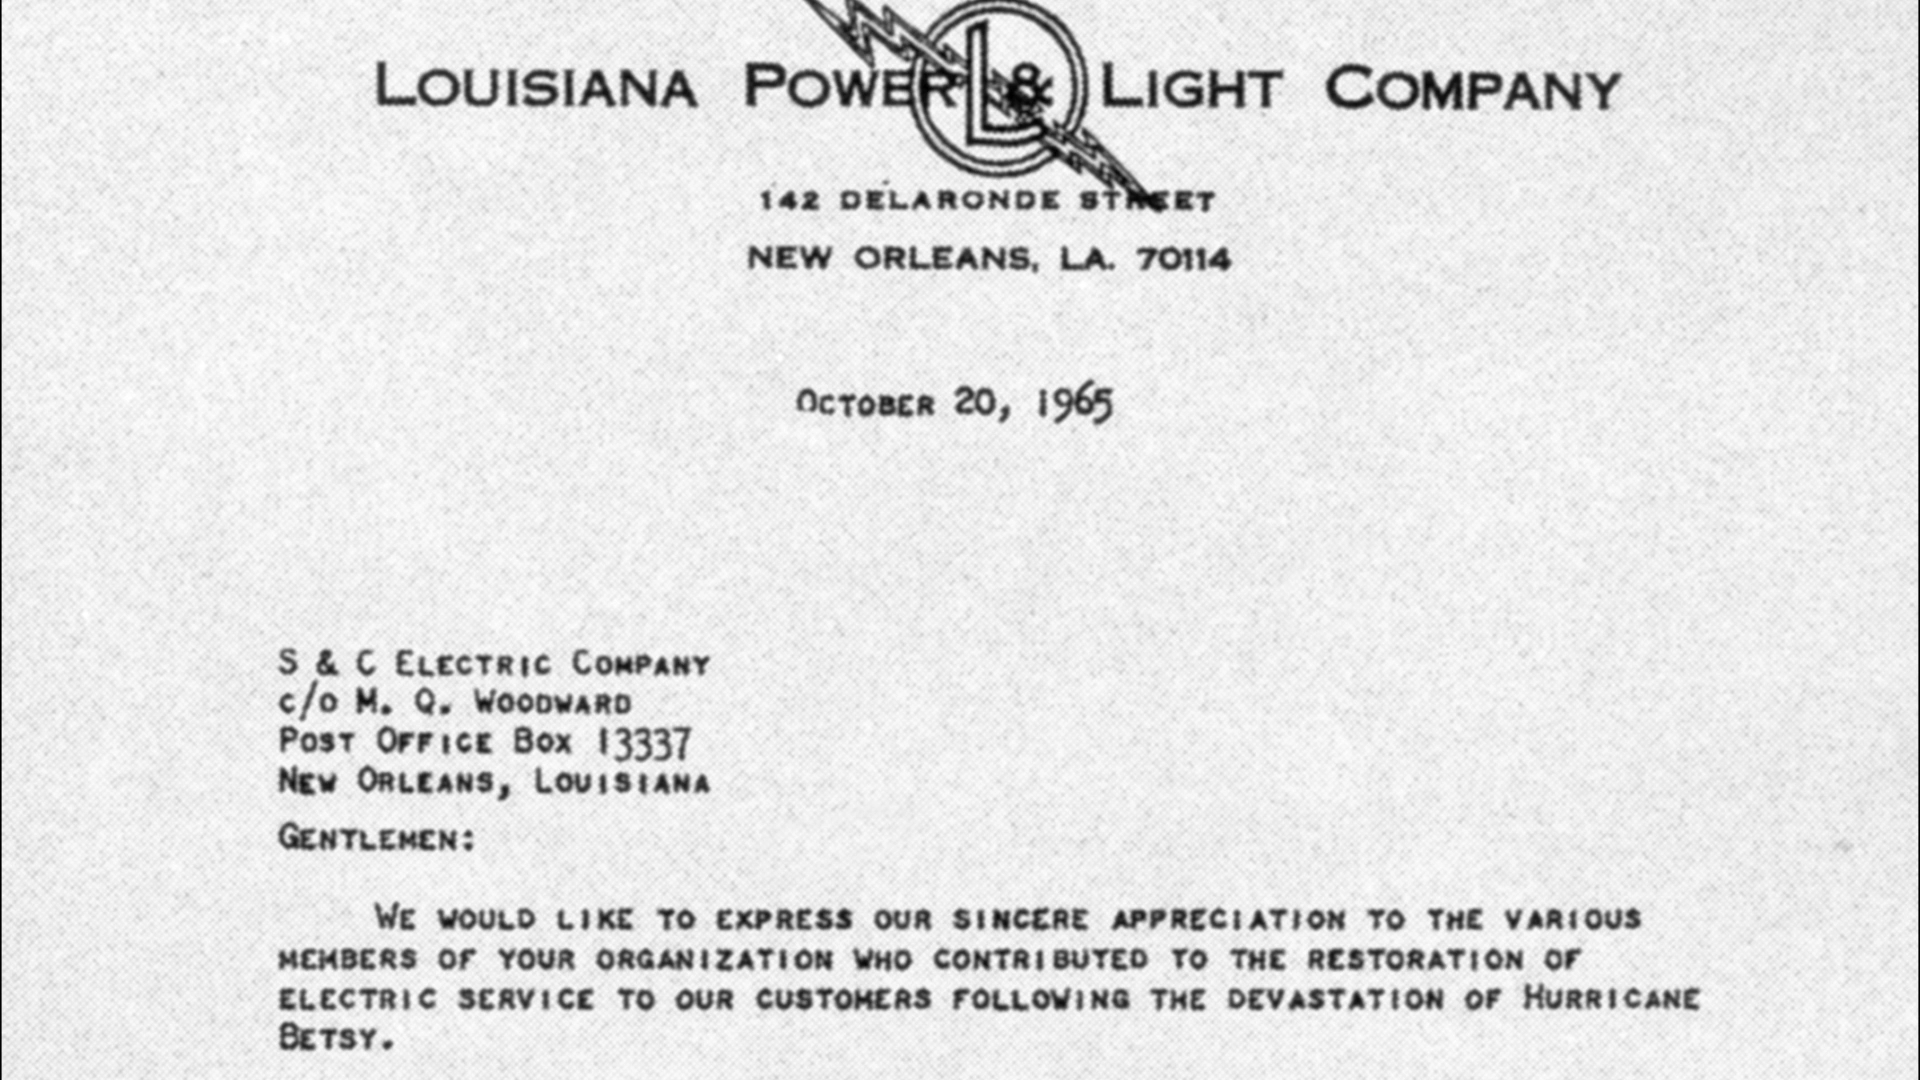 LOUISIANA POWER & LIGHT COMPANY
142 DELARONDE STREET
NEW ORLEANS, LA. 70114
OCTOBER 20, 1965
S & C ELECTRIC COMPANY
c/o M. Q. WOODWARD
POST OFFICE BOX 13337
NEW ORLEANS, LOUISIANA
GENTLEMEN:
WE WOULD LIKE TO EXPRESS OUR SINCERE APPRECIATION TO THE VARIOUS
MEMBERS OF YOUR ORGANIZATION WHO CONTRIBUTED TO THE RESTORATION OF
ELECTRIC SERVICE TO OUR CUSTOMERS FOLLOWING THE DEVASTATION OF HURRICANE
BETSY.